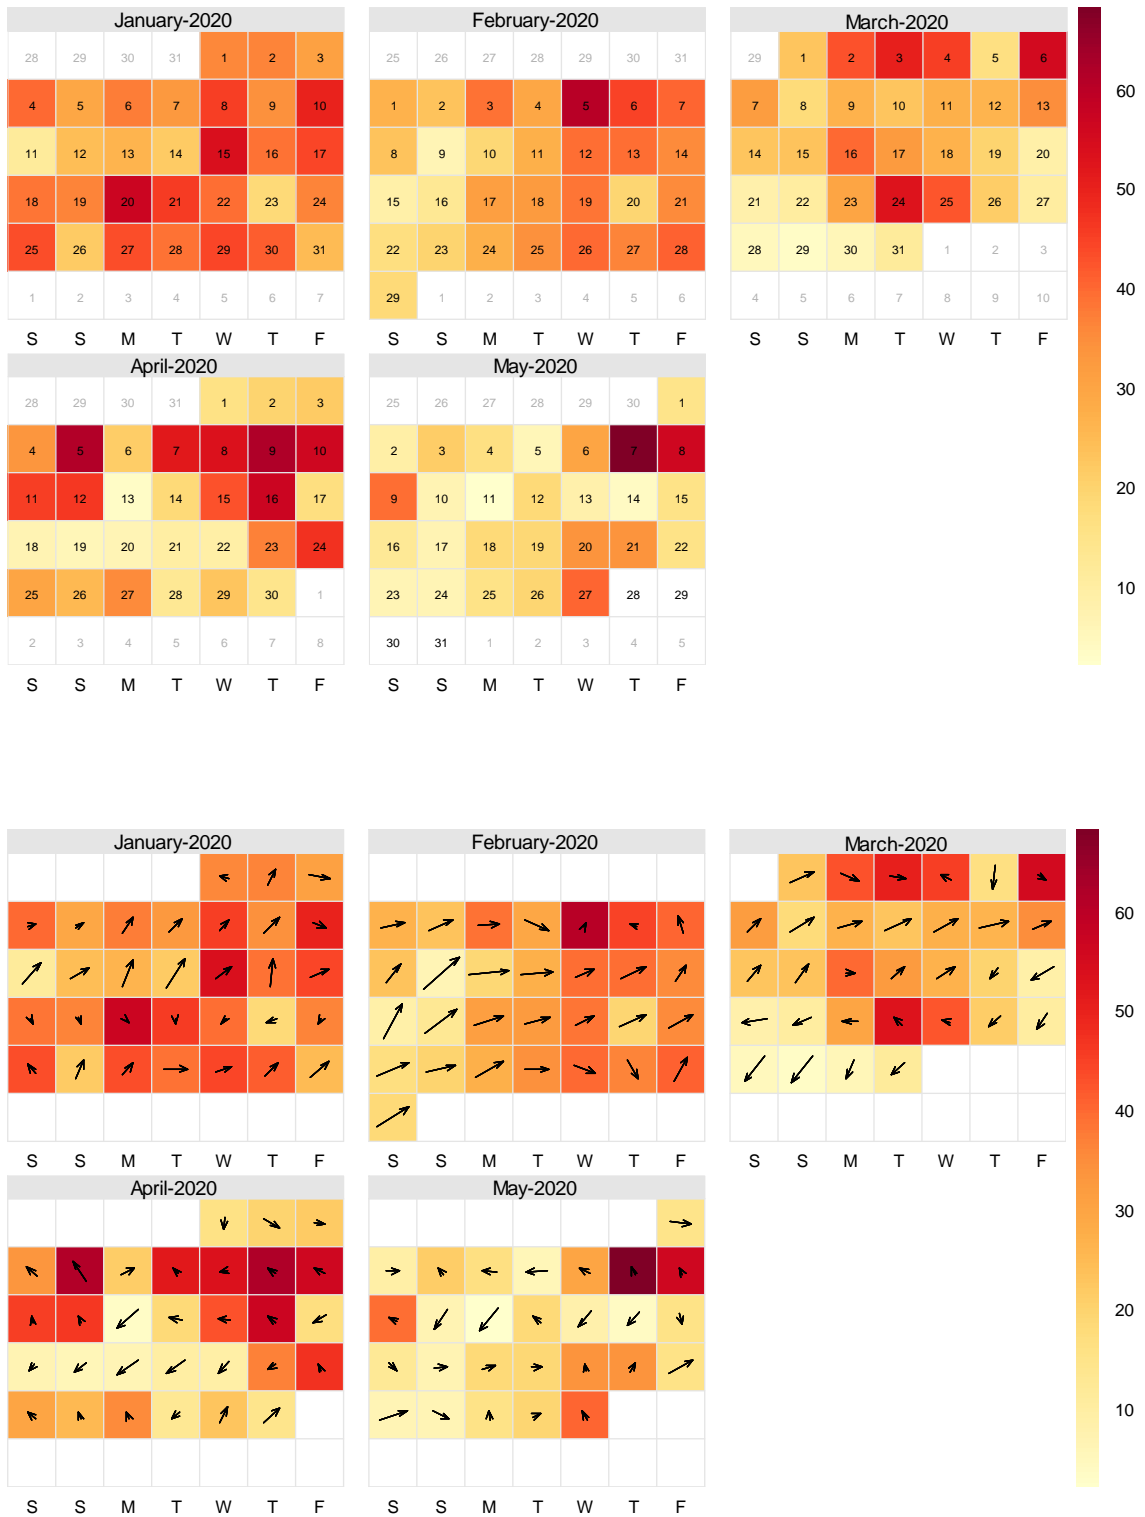 January-2020 February-2020 March-2020
28 29 30 31 1 2 3 25 26 27 28 29 30 31 29 1 2 3 4 5 6
4 5 6 7 8 9 10 1 2 3 4 5 6 7 7 8 9 10 11 12 13 60
11 12 13 14 15 16 17 8 9 10 11 12 13 14 14 15 16 17 18 19 20
18 19 20 21 22 23 24 15 16 17 18 19 20 21 21 22 23 24 25 26 27 50
25 26 27 28 29 30 31 22 23 24 25 26 27 28 28 29 30 31 1 2 3
1 2 3 4 5 6 7 29 1 2 3 4 5 6 4 5 6 7 8 9 10 40
S S M T W T F S S M T W T F S S M T W T F
April-2020 May-2020
28 29 30 31 1 2 3 25 26 27 28 29 30 1 30
4 5 6 7 8 9 10 2 3 4 5 6 7 8
11 12 13 14 15 16 17 9 10 11 12 13 14 15 20
18 19 20 21 22 23 24 16 17 18 19 20 21 22
25 26 27 28 29 30 1 23 24 25 26 27 28 29 10
2 3 4 5 6 7 8 30 31 1 2 3 4 5
S S M T W T F S S M T W T F
January-2020 February-2020 March-2020
60
50
40
S S M T W T F S S M T W T F S S M T W T F
April-2020 May-2020
30
20
10
S S M T W T F S S M T W T F